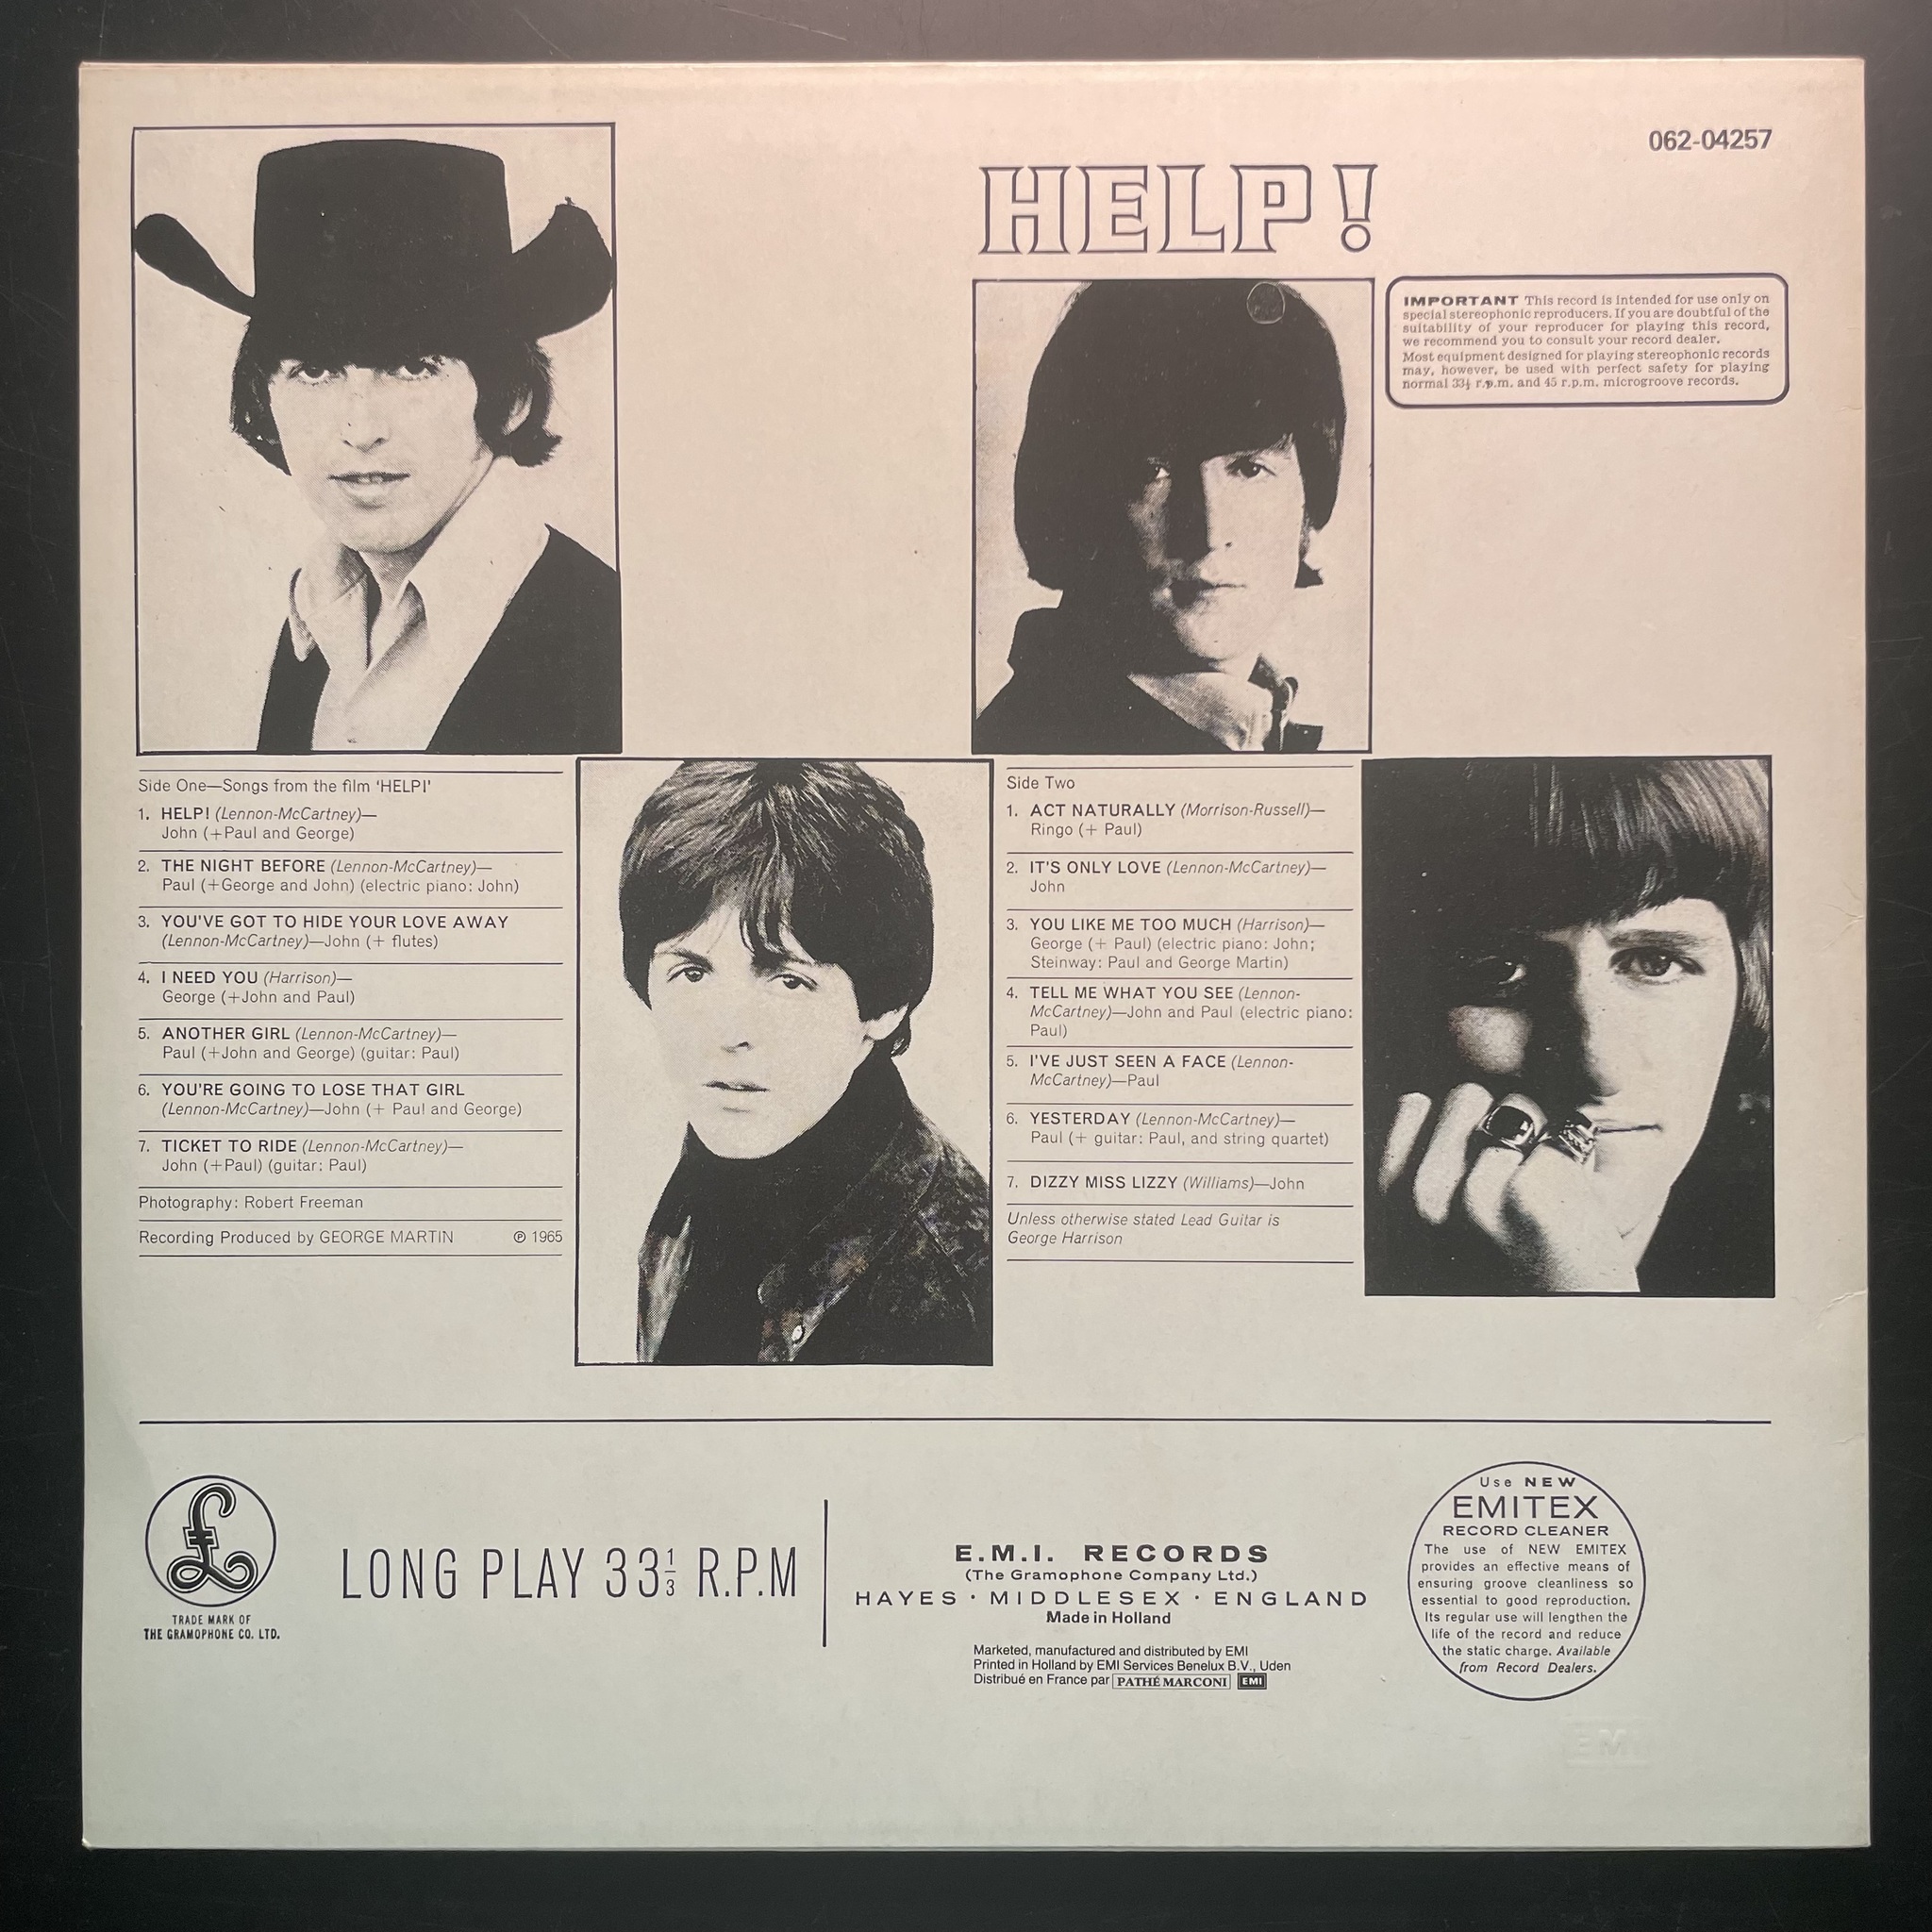 062-04257
HELP!
IMPORTANT This record is intended for use only on
special stereophonic reproducers. If you are doubtful of the
suitability of your reproducer for playing this record,
we recommend you to consult your record dealer.
Most equipment designed for playing stereophonic records
may, however, be used with perfect safety for playing
normal 33⅓ r.p.m. and 45 r.p.m. microgroove records.
Side One—Songs from the film 'HELP!'
1. HELP! (Lennon-McCartney)—
John (+Paul and George)
2. THE NIGHT BEFORE (Lennon-McCartney)—
Paul (+George and John) (electric piano: John)
3. YOU'VE GOT TO HIDE YOUR LOVE AWAY
(Lennon-McCartney)—John (+ flutes)
4. I NEED YOU (Harrison)—
George (+John and Paul)
5. ANOTHER GIRL (Lennon-McCartney)—
Paul (+John and George) (guitar: Paul)
6. YOU'RE GOING TO LOSE THAT GIRL
(Lennon-McCartney)—John (+ Paul and George)
7. TICKET TO RIDE (Lennon-McCartney)—
John (+Paul) (guitar: Paul)
Photography: Robert Freeman
Recording Produced by GEORGE MARTIN ℗ 1965
Side Two
1. ACT NATURALLY (Morrison-Russell)—
Ringo (+ Paul)
2. IT'S ONLY LOVE (Lennon-McCartney)—
John
3. YOU LIKE ME TOO MUCH (Harrison)—
George (+ Paul) (electric piano: John;
Steinway: Paul and George Martin)
4. TELL ME WHAT YOU SEE (Lennon-
McCartney)—John and Paul (electric piano:
Paul)
5. I'VE JUST SEEN A FACE (Lennon-
McCartney)—Paul
6. YESTERDAY (Lennon-McCartney)—
Paul (+ guitar: Paul, and string quartet)
7. DIZZY MISS LIZZY (Williams)—John
Unless otherwise stated Lead Guitar is
George Harrison
£
TRADE MARK OF
THE GRAMOPHONE CO. LTD.
LONG PLAY 33⅓ R.P.M
E.M.I. RECORDS
(The Gramophone Company Ltd.)
HAYES · MIDDLESEX · ENGLAND
Made in Holland
Marketed, manufactured and distributed by EMI
Printed in Holland by EMI Services Benelux B.V., Uden
Distribué en France par PATHÉ MARCONI EMI
Use NEW
EMITEX
RECORD CLEANER
The use of NEW EMITEX
provides an effective means of
ensuring groove cleanliness so
essential to good reproduction.
Its regular use will lengthen the
life of the record and reduce
the static charge. Available
from Record Dealers.
EMI